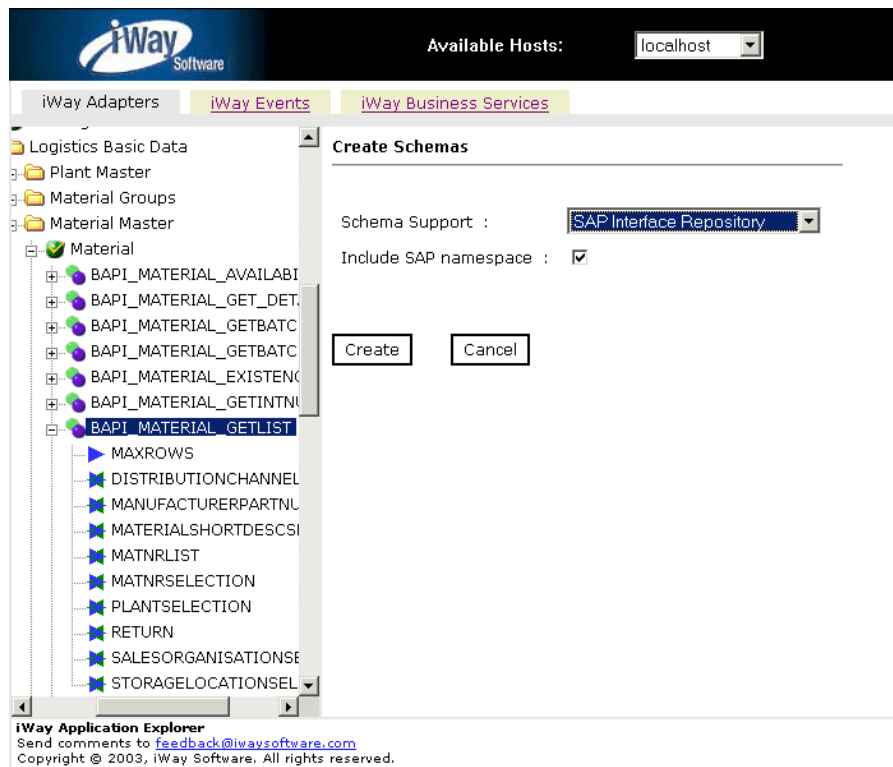 iWay
Software
Available Hosts:
localhost
iWay Adapters
iWay Events
iWay Business Services
Logistics Basic Data
Plant Master
Material Groups
Material Master
Material
BAPI_MATERIAL_AVAILABI
BAPI_MATERIAL_GET_DET
BAPI_MATERIAL_GETBATC
BAPI_MATERIAL_GETBATC
BAPI_MATERIAL_EXISTEN
BAPI_MATERIAL_GETINTN
BAPI_MATERIAL_GETLIST
MAXROWS
DISTRIBUTIONCHANNEL
MANUFACTURERPARTNU
MATERIALSHORTDESCS
MATNRLIST
MATNRSELECTION
PLANTSELECTION
RETURN
SALESORGANISATIONSE
STORAGELOCATIONSEL
Create Schemas
Schema Support :
SAP Interface Repository
Include SAP namespace :
Create
Cancel
iWay Application Explorer
Send comments to feedback@iwaysoftware.com
Copyright © 2003, iWay Software. All rights reserved.